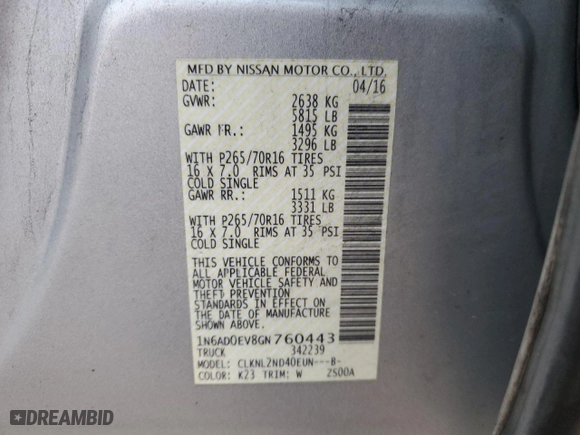 MFD BY NISSAN MOTOR CO., LTD.
DATE: 04/16
GVWR: 2638 KG
5815 LB
GAWR FR.: 1495 KG
3296 LB
WITH P265/70R16 TIRES
16 X 7.0 RIMS AT 35 PSI
COLD SINGLE
GAWR RR.: 1511 KG
3331 LB
WITH P265/70R16 TIRES
16 X 7.0 RIMS AT 35 PSI
COLD SINGLE
THIS VEHICLE CONFORMS TO
ALL APPLICABLE FEDERAL
MOTOR VEHICLE SAFETY AND
THEFT PREVENTION
STANDARDS IN EFFECT ON
THE DATE OF MANUFACTURE
SHOWN ABOVE.
1N6AD0EV8GN760443
TRUCK 342239
MODEL: CLKNL2ND40EUN---B-
COLOR: K23 TRIM: W ZS00A
DREAMBID